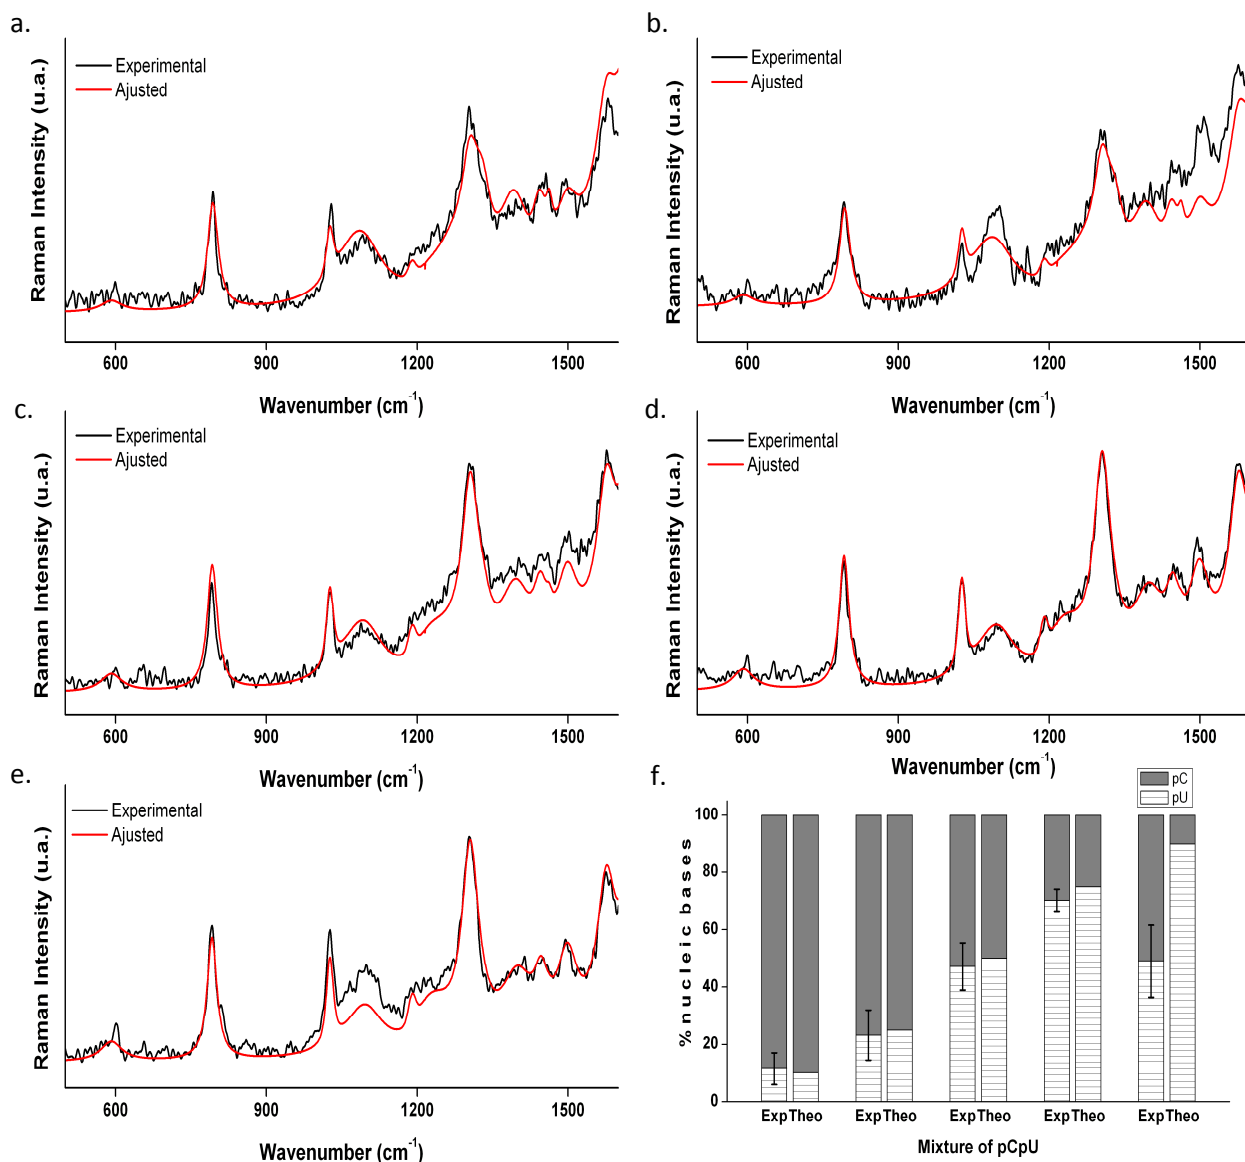 a.
Experimental
Ajusted
Raman Intensity (u.a.)
600 900 1200 1500
Wavenumber (cm⁻¹)
b.
Experimental
Ajusted
Raman Intensity (u.a.)
600 900 1200 1500
Wavenumber (cm⁻¹)
c.
Experimental
Ajusted
Raman Intensity (u.a.)
600 900 1200 1500
Wavenumber (cm⁻¹)
d.
Experimental
Ajusted
Raman Intensity (u.a.)
600 900 1200 1500
Wavenumber (cm⁻¹)
e.
Experimental
Ajusted
Raman Intensity (u.a.)
600 900 1200 1500
Wavenumber (cm⁻¹)
f.
pC
pU
% nucleic bases
100
80
60
40
20
0
ExpTheo ExpTheo ExpTheo ExpTheo ExpTheo
Mixture of pCpU